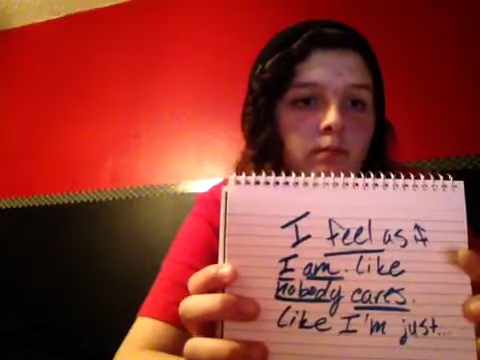 I feel as if
I am. like
nobody cares.
like I'm just...